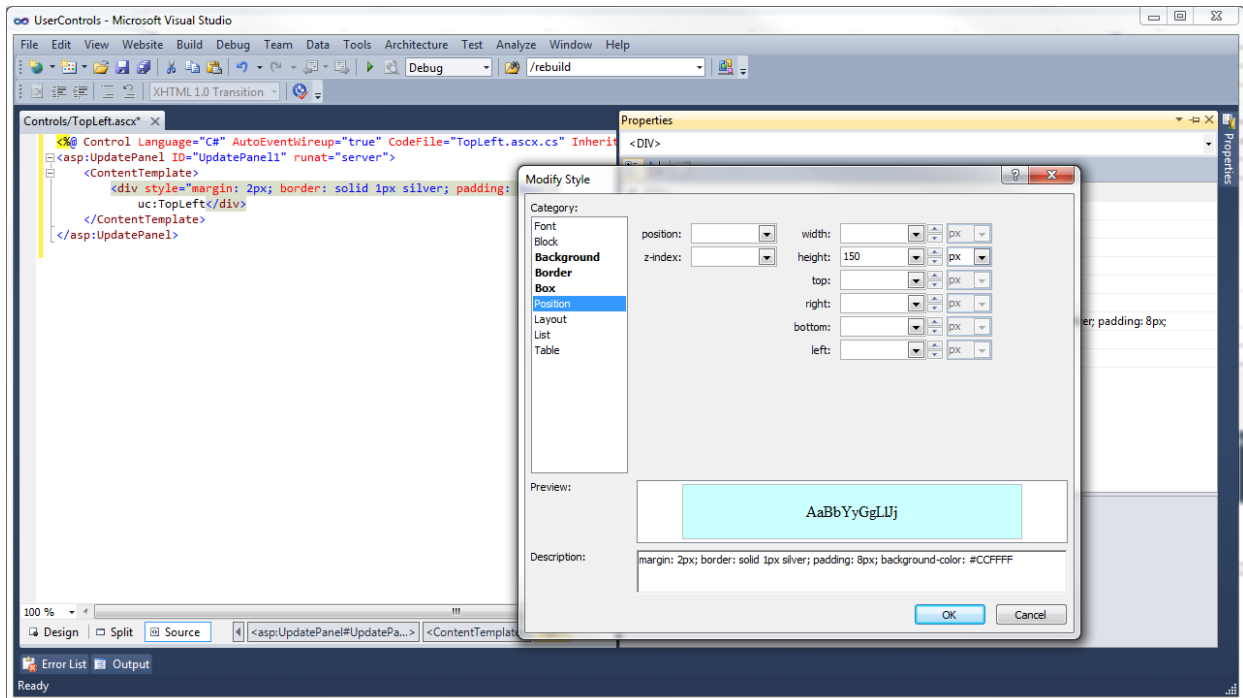 UserControls - Microsoft Visual Studio
File Edit View Website Build Debug Team Data Tools Architecture Test Analyze Window Help
Debug /rebuild
XHTML 1.0 Transition
Controls/TopLeft.ascx* Properties
<%@ Control Language="C#" AutoEventWireup="true" CodeFile="TopLeft.ascx.cs" Inherit
<DIV>
<asp:UpdatePanel ID="UpdatePanel1" runat="server">
<ContentTemplate>
<div style="margin: 2px; border: solid 1px silver; padding:
uc:TopLeft</div>
</ContentTemplate>
</asp:UpdatePanel>
Properties
Modify Style
Category:
Font
Block
Background
Border
Box
Position
Layout
List
Table
position: width: px
z-index: height: 150 px
top: px
right: px
bottom: px
left: px
er; padding: 8px;
Preview:
AaBbYyGgLlJj
Description:
margin: 2px; border: solid 1px silver; padding: 8px; background-color: #CCFFFF
OK Cancel
100 %
Design Split Source <asp:UpdatePanel#UpdatePa...> <ContentTemplate
Error List Output
Ready